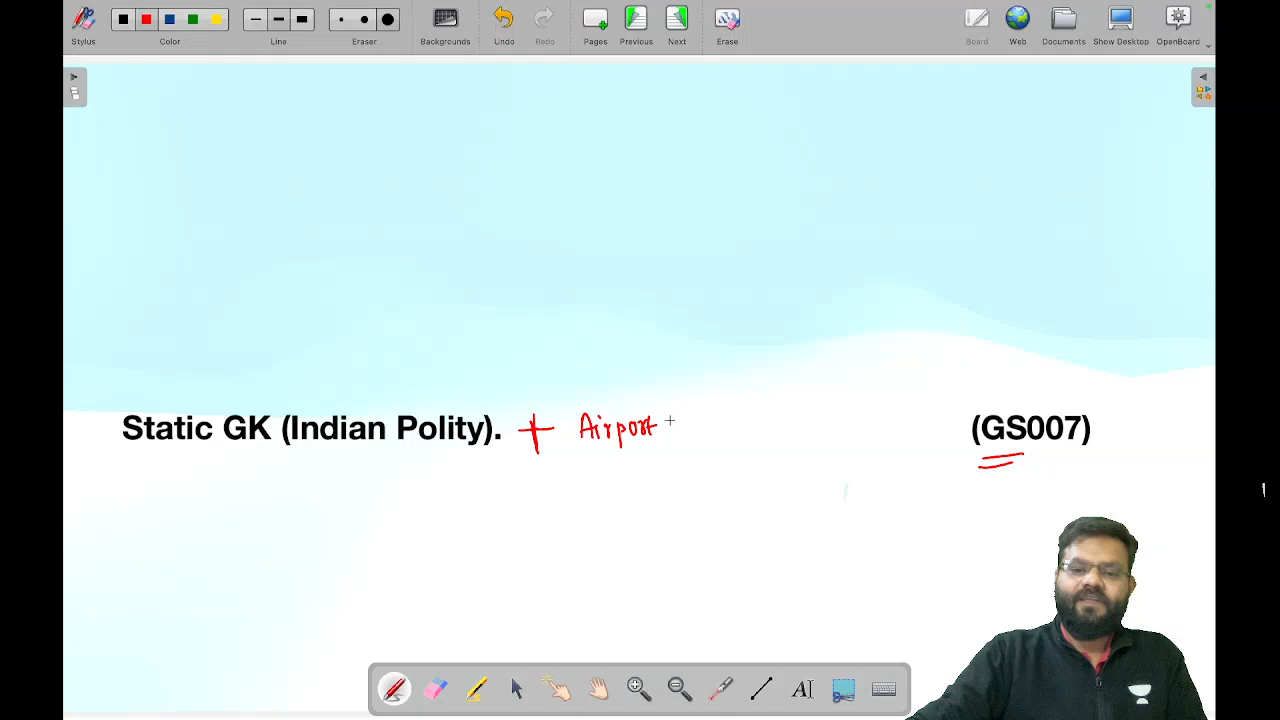 Stylus
Color
Line
Eraser
Backgrounds
Undo
Redo
Pages
Previous
Next
Erase
Board
Web
Documents
Show Desktop
OpenBoard
Static GK (Indian Polity). + Airport (GS007)